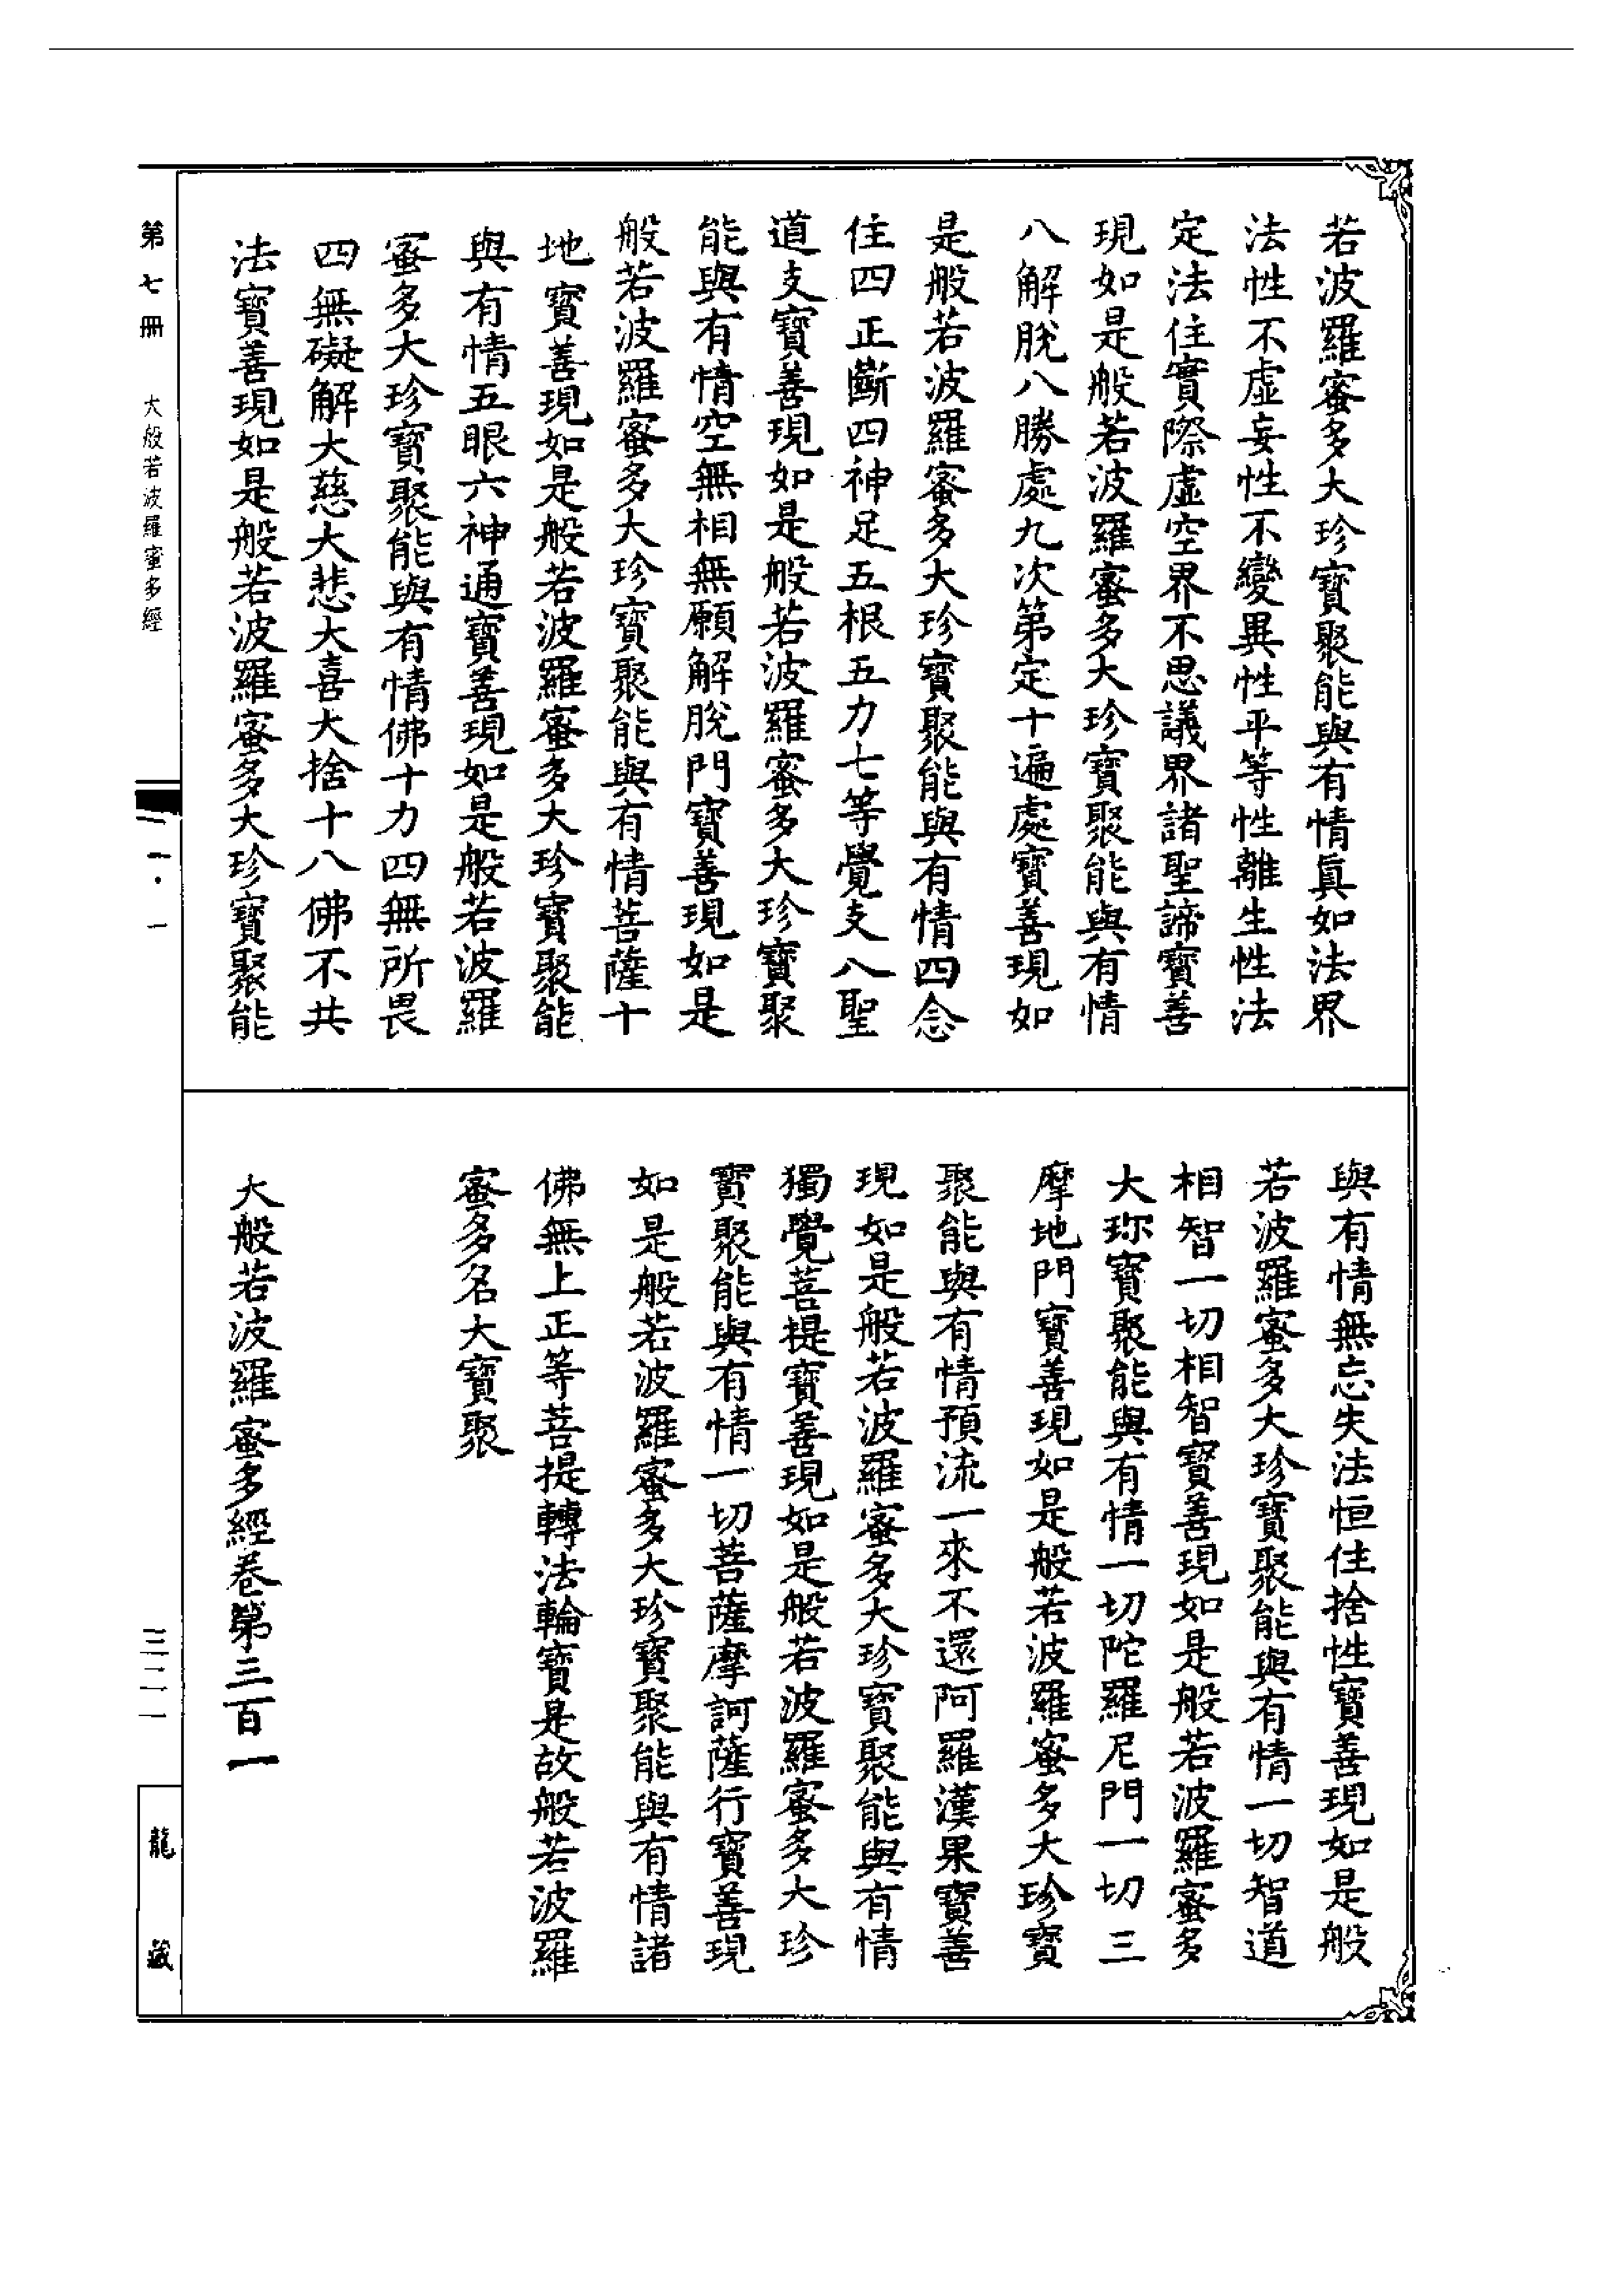 若波羅蜜多大珍寶聚能與有情真如法界
法性不虛妄性不變異性平等性離生性法
定法住實際虛空界不思議界諸聖諦寶善
現如是般若波羅蜜多大珍寶聚能與有情
八解脫八勝處九次第定十遍處寶善現如
是般若波羅蜜多大珍寶聚能與有情四念
住四正斷四神足五根五力七等覺支八聖
道支寶善現如是般若波羅蜜多大珍寶聚
能與有情空無相無願解脫門寶善現如是
般若波羅蜜多大珍寶聚能與有情菩薩十
地寶善現如是般若波羅蜜多大珍寶聚能
與有情五眼六神通寶善現如是般若波羅
蜜多大珍寶聚能與有情佛十力四無所畏
四無礙解大慈大悲大喜大捨十八佛不共
法寶善現如是般若波羅蜜多大珍寶聚能
與有情無忘失法恒住捨性寶善現如是般
若波羅蜜多大珍寶聚能與有情一切智道
相智一切相智寶善現如是般若波羅蜜多
大珎寶聚能與有情一切陀羅尼門一切三
摩地門寶善現如是般若波羅蜜多大珍寶
聚能與有情預流一來不還阿羅漢果寶善
現如是般若波羅蜜多大珍寶聚能與有情
獨覺菩提寶善現如是般若波羅蜜多大珍
寶聚能與有情一切菩薩摩訶薩行寶善現
如是般若波羅蜜多大珍寶聚能與有情諸
佛無上正等菩提轉法輪寶是故般若波羅
蜜多名大寶聚
大般若波羅蜜多經卷第三百一
第七冊 大般若波羅蜜多經 一·一 三二一 龍藏